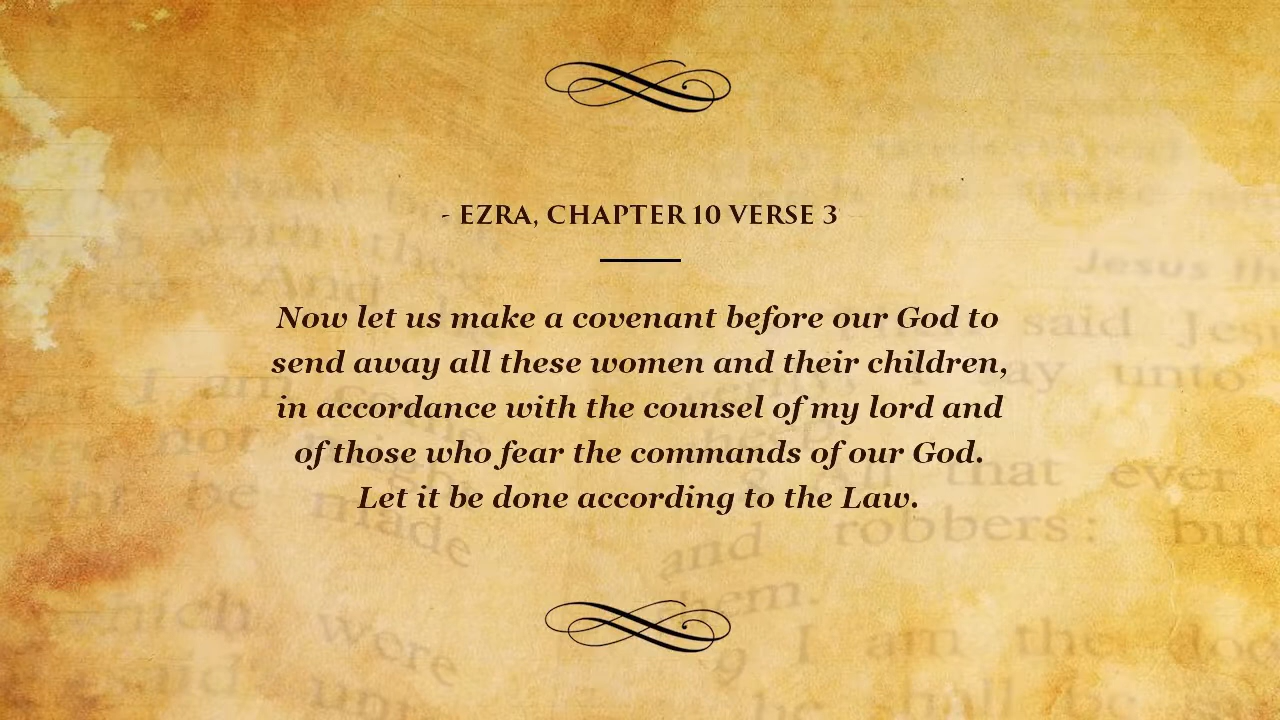 - EZRA, CHAPTER 10 VERSE 3
Now let us make a covenant before our God to
send away all these women and their children,
in accordance with the counsel of my lord and
of those who fear the commands of our God.
Let it be done according to the Law.